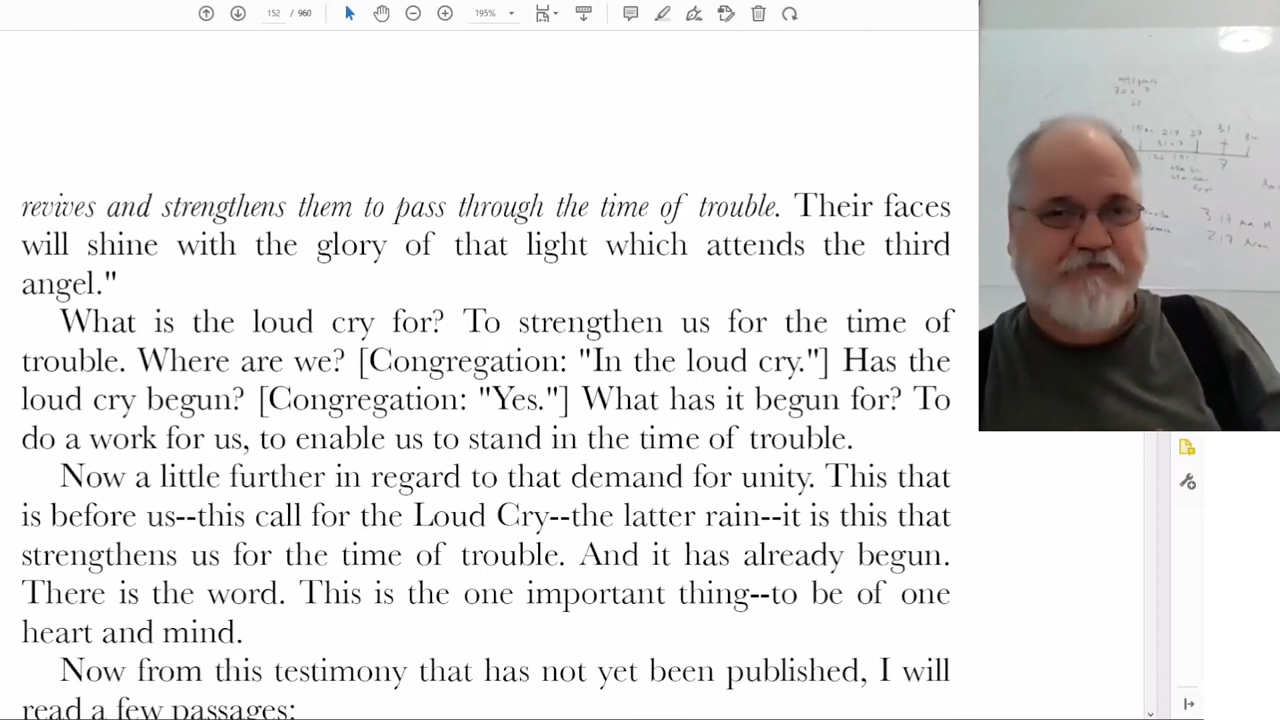 152 / 960
195%
revives and strengthens them to pass through the time of trouble. Their faces
will shine with the glory of that light which attends the third
angel."
What is the loud cry for? To strengthen us for the time of
trouble. Where are we? [Congregation: "In the loud cry."] Has the
loud cry begun? [Congregation: "Yes."] What has it begun for? To
do a work for us, to enable us to stand in the time of trouble.
Now a little further in regard to that demand for unity. This that
is before us--this call for the Loud Cry--the latter rain--it is this that
strengthens us for the time of trouble. And it has already begun.
There is the word. This is the one important thing--to be of one
heart and mind.
Now from this testimony that has not yet been published, I will
read a few passages: